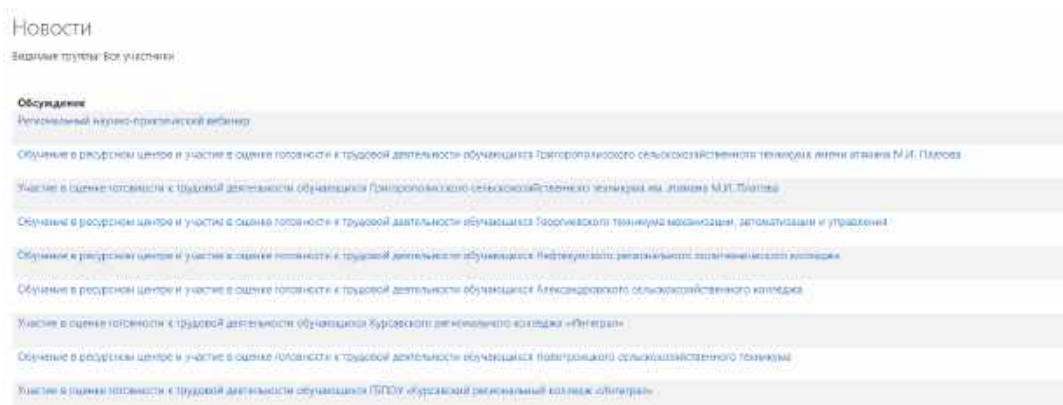 Новости
Видимые группы: Все участники
Обсуждение
Региональный научно-практический вебинар
Обучение в ресурсном центре и участие в оценке готовности к трудовой деятельности обучающихся Григорополисского сельскохозяйственного техникума имени атамана М.И. Платова
Участие в оценке готовности к трудовой деятельности обучающихся Григорополисского сельскохозяйственного техникума им. атамана М.И. Платова
Обучение в ресурсном центре и участие в оценке готовности к трудовой деятельности обучающихся Георгиевского техникума механизации, автоматизации и управления
Обучение в ресурсном центре и участие в оценке готовности к трудовой деятельности обучающихся Нефтекумского регионального политехнического колледжа
Обучение в ресурсном центре и участие в оценке готовности к трудовой деятельности обучающихся Александровского сельскохозяйственного колледжа
Участие в оценке готовности к трудовой деятельности обучающихся Курсавского регионального колледжа «Интеграл»
Обучение в ресурсном центре и участие в оценке готовности к трудовой деятельности обучающихся Новотроицкого сельскохозяйственного техникума
Участие в оценке готовности к трудовой деятельности обучающихся ГБПОУ «Курсавский региональный колледж «Интеграл»